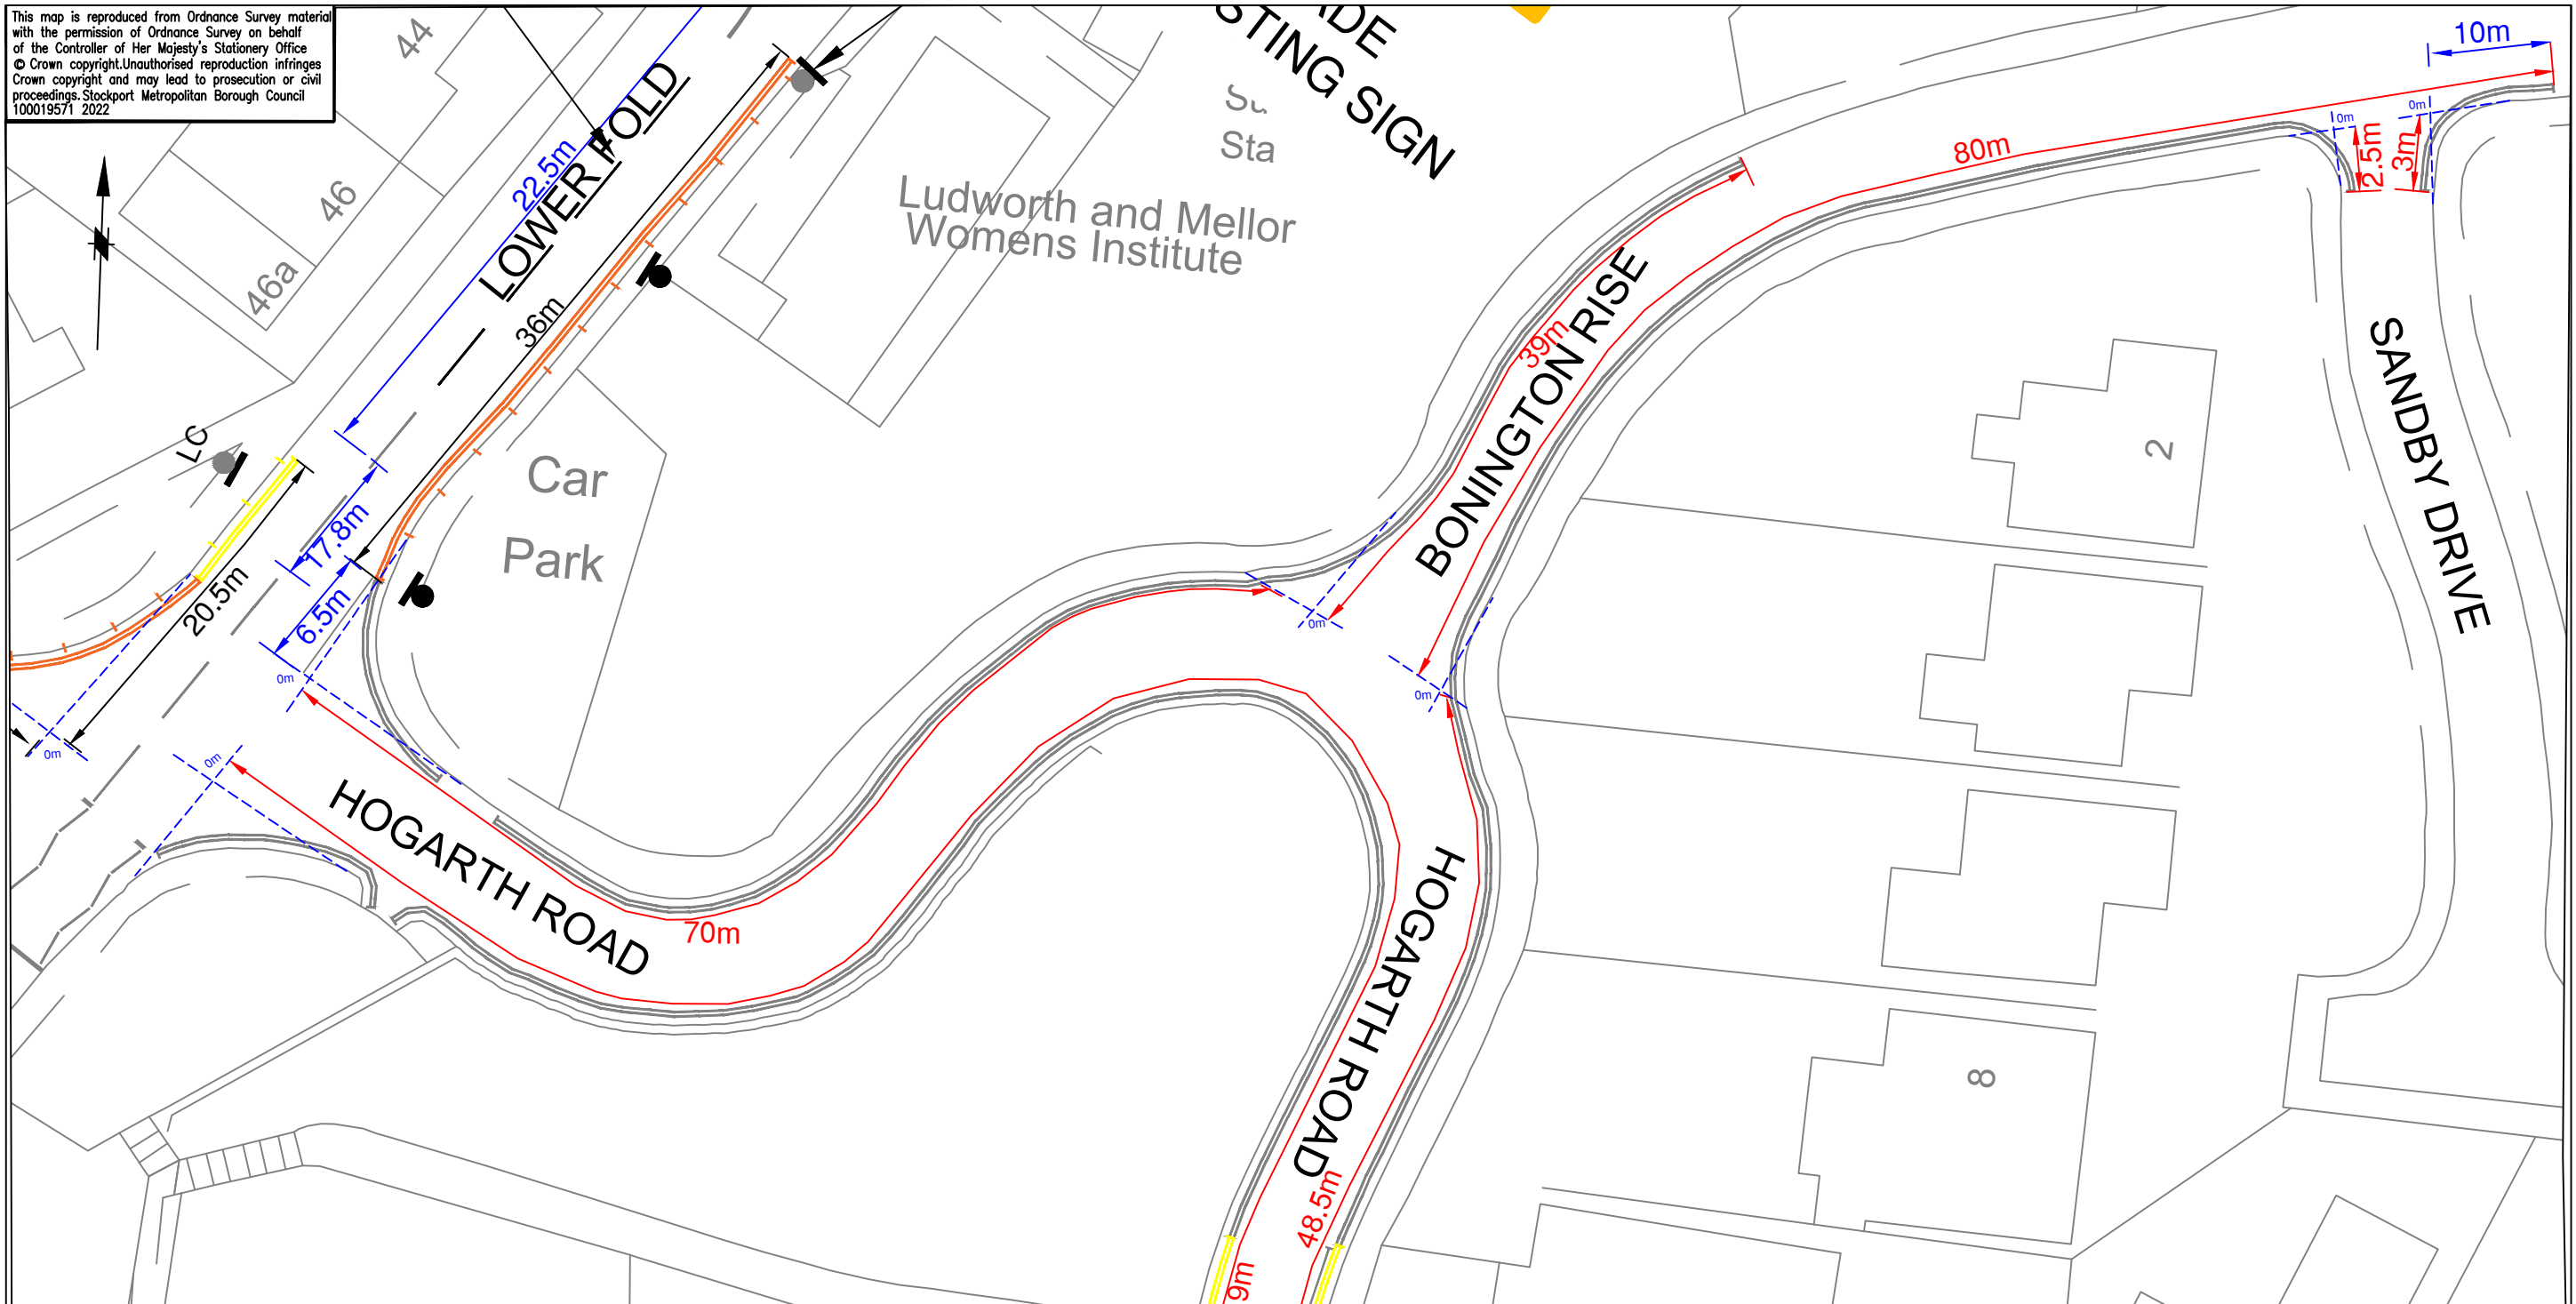 This map is reproduced from Ordnance Survey material
with the permission of Ordnance Survey on behalf
of the Controller of Her Majesty's Stationery Office
© Crown copyright.Unauthorised reproduction infringes
Crown copyright and may lead to prosecution or civil
proceedings. Stockport Metropolitan Borough Council
100019571 2022
44
46
46a
LOWER FOLD
22.5m
36m
STING SIGN
Sta
Ludworth and Mellor
Womens Institute
10m
80m
0m
0m
2.5m
3m
39m
BONINGTON RISE
SANDBY DRIVE
2
LC
Car
Park
17.8m
20.5m
6.5m
0m
0m
0m
0m
0m
HOGARTH ROAD
70m
HOGARTH ROAD
8
48.5m
9m